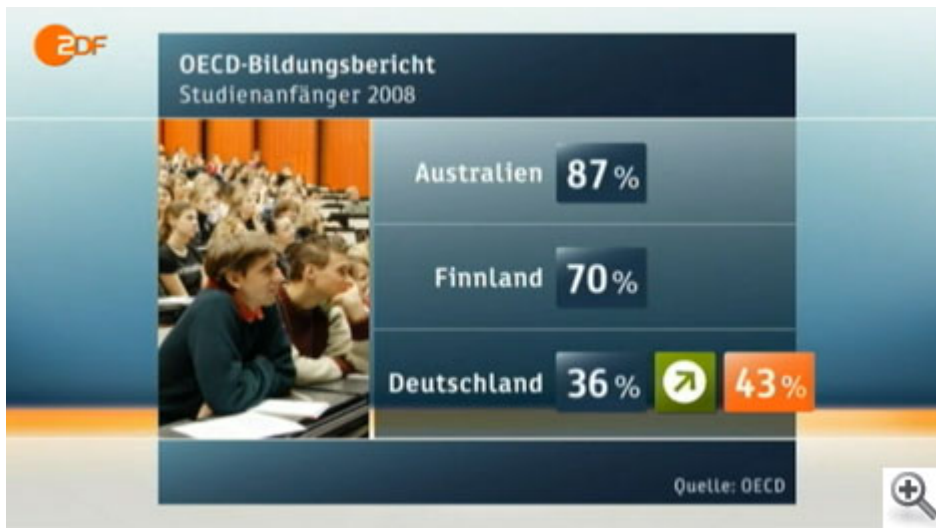 ZDF
OECD-Bildungsbericht
Studienanfänger 2008
Australien 87%
Finnland 70%
Deutschland 36% 43%
Quelle: OECD